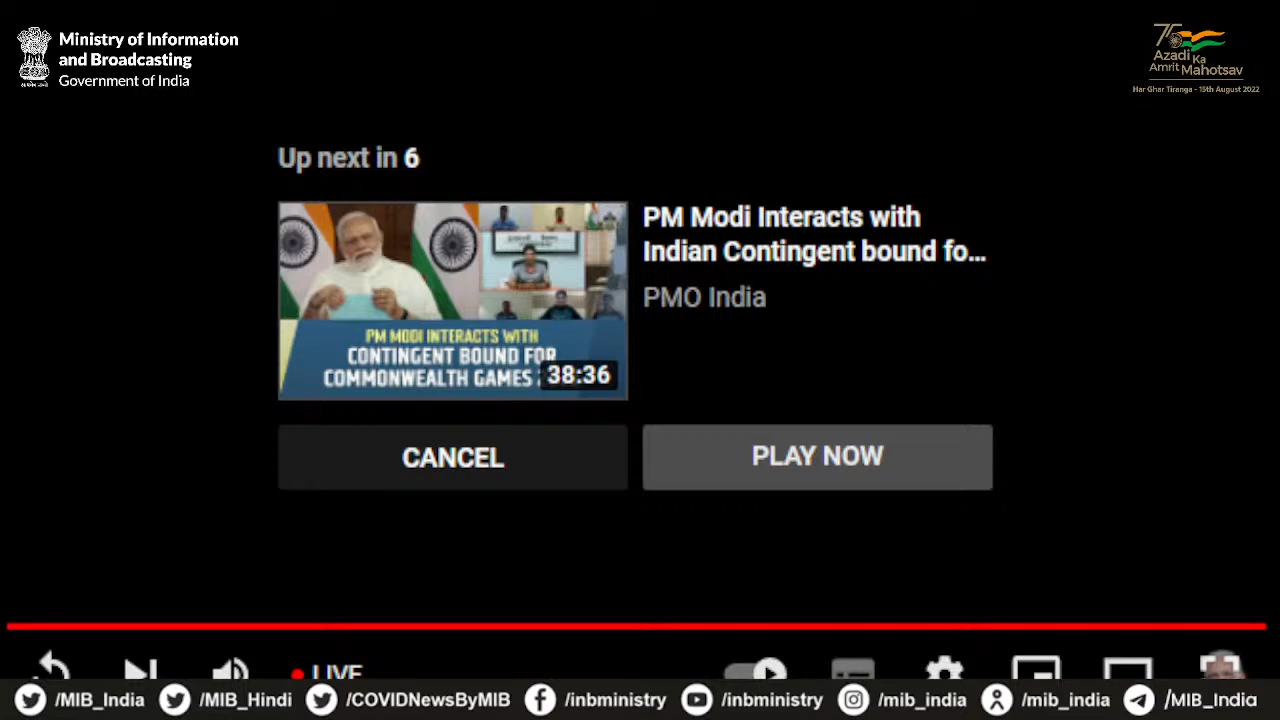 Ministry of Information
and Broadcasting
Government of India
75
Azadi Ka
Amrit Mahotsav
Har Ghar Tiranga - 15th August 2022
Up next in 6
PM MODI INTERACTS WITH
CONTINGENT BOUND FOR
COMMONWEALTH GAMES
38:36
PM Modi Interacts with
Indian Contingent bound fo...
PMO India
CANCEL
PLAY NOW
LIVE
/MIB_India /MIB_Hindi /COVIDNewsByMIB /inbministry /inbministry /mib_india /mib_india /MIB_India